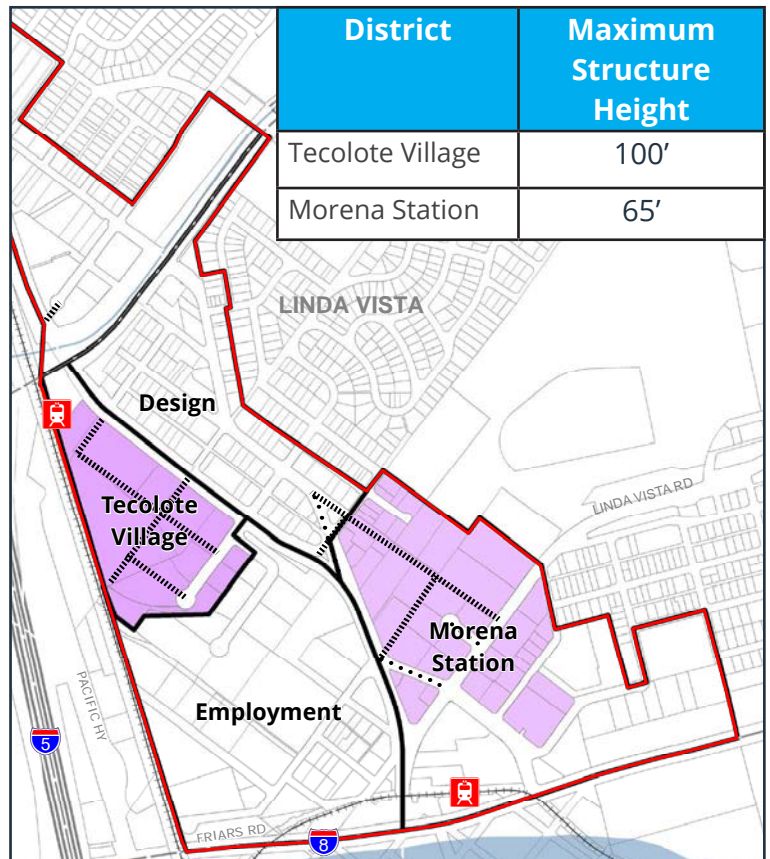 District
Maximum
Structure
Height
Tecolote Village
100’
Morena Station
65’
LINDA VISTA
Design
Tecolote
Village
LINDA VISTA RD
Morena
Station
PACIFIC HY
Employment
5
FRIARS RD
8